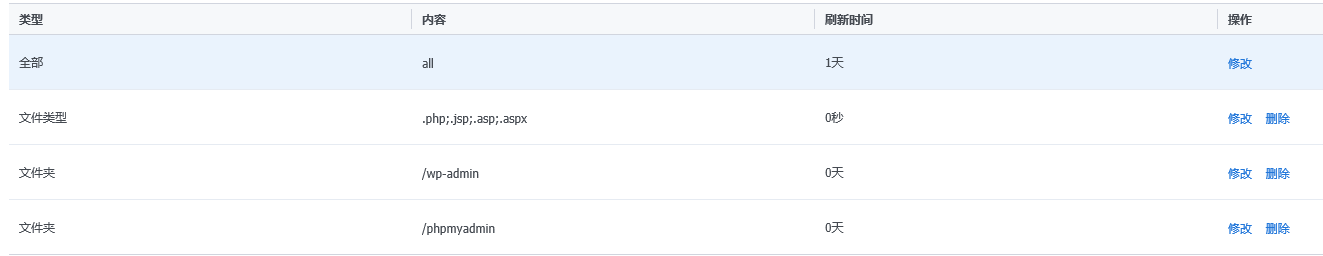 类型 内容 刷新时间 操作
全部 all 1天 修改
文件类型 .php;.jsp;.asp;.aspx 0秒 修改 删除
文件夹 /wp-admin 0天 修改 删除
文件夹 /phpmyadmin 0天 修改 删除